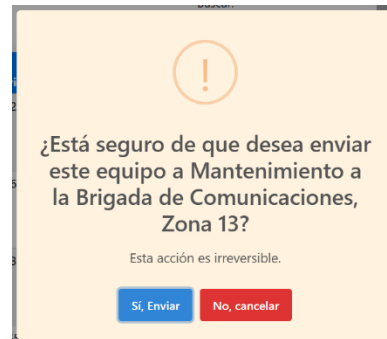 Buscar:
!
¿Está seguro de que desea enviar
este equipo a Mantenimiento a
la Brigada de Comunicaciones,
Zona 13?
Esta acción es irreversible.
Sí, Enviar No, cancelar